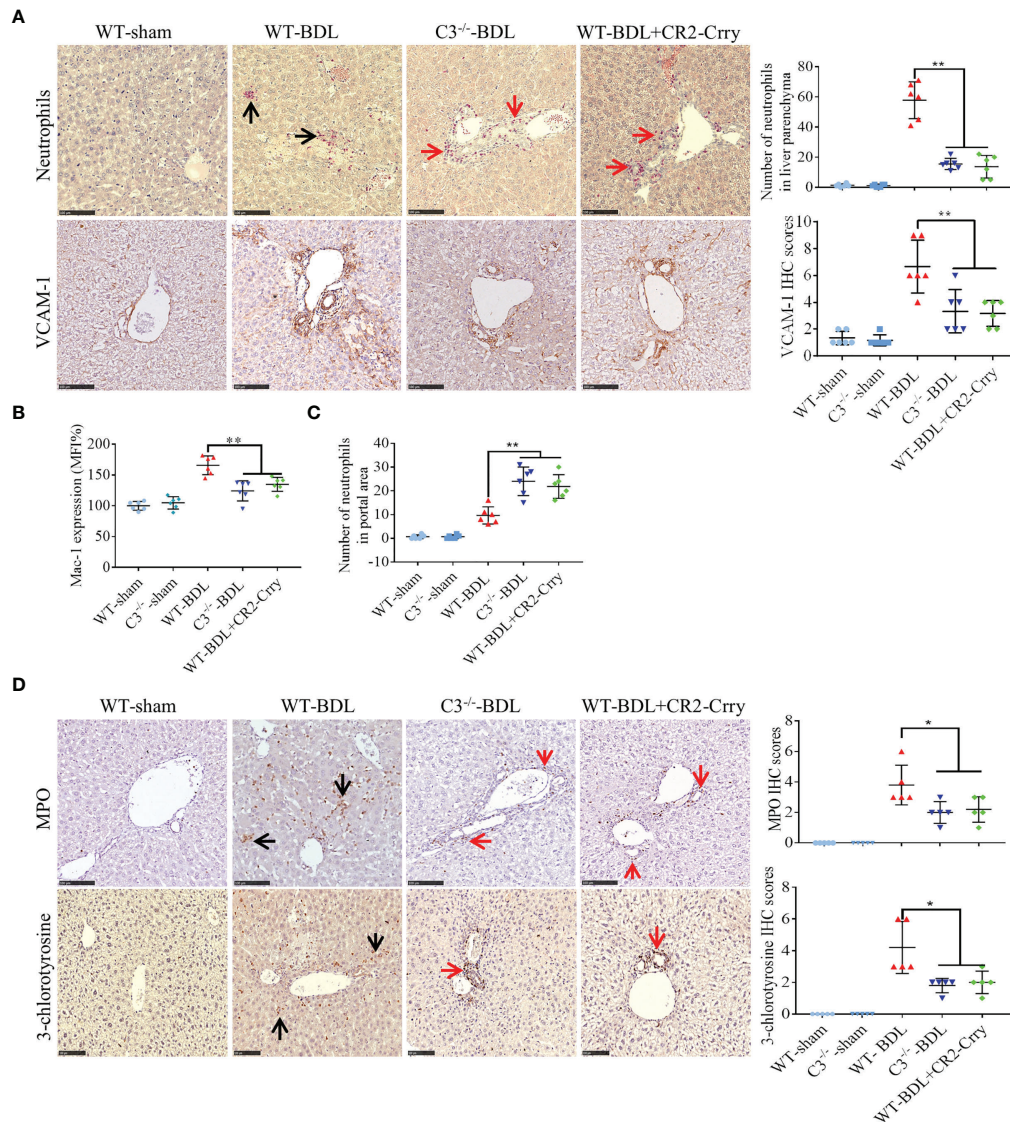 A
WT-sham
WT-BDL
C3-/--BDL
WT-BDL+CR2-Crry
Neutrophils
VCAM-1
Number of neutrophils
in liver parenchyma
80
60
40
20
0
**
VCAM-1 IHC scores
10
8
6
4
2
0
**
WT-sham
C3-/--sham
WT-BDL
C3-/--BDL
WT-BDL+CR2-Crry
B
Mac-1 expression (MFI%)
200
150
100
50
0
**
WT-sham
C3-/--sham
WT-BDL
C3-/--BDL
WT-BDL+CR2-Crry
C
Number of neutrophils
in portal area
40
30
20
10
0
-10
**
WT-sham
C3-/--sham
WT-BDL
C3-/--BDL
WT-BDL+CR2-Crry
D
WT-sham
WT-BDL
C3-/--BDL
WT-BDL+CR2-Crry
MPO
3-chlorotyrosine
MPO IHC scores
8
6
4
2
0
*
3-chlorotyrosine IHC scores
8
6
4
2
0
*
WT-sham
C3-/--sham
WT- BDL
C3-/--BDL
WT-BDL+CR2-Crry